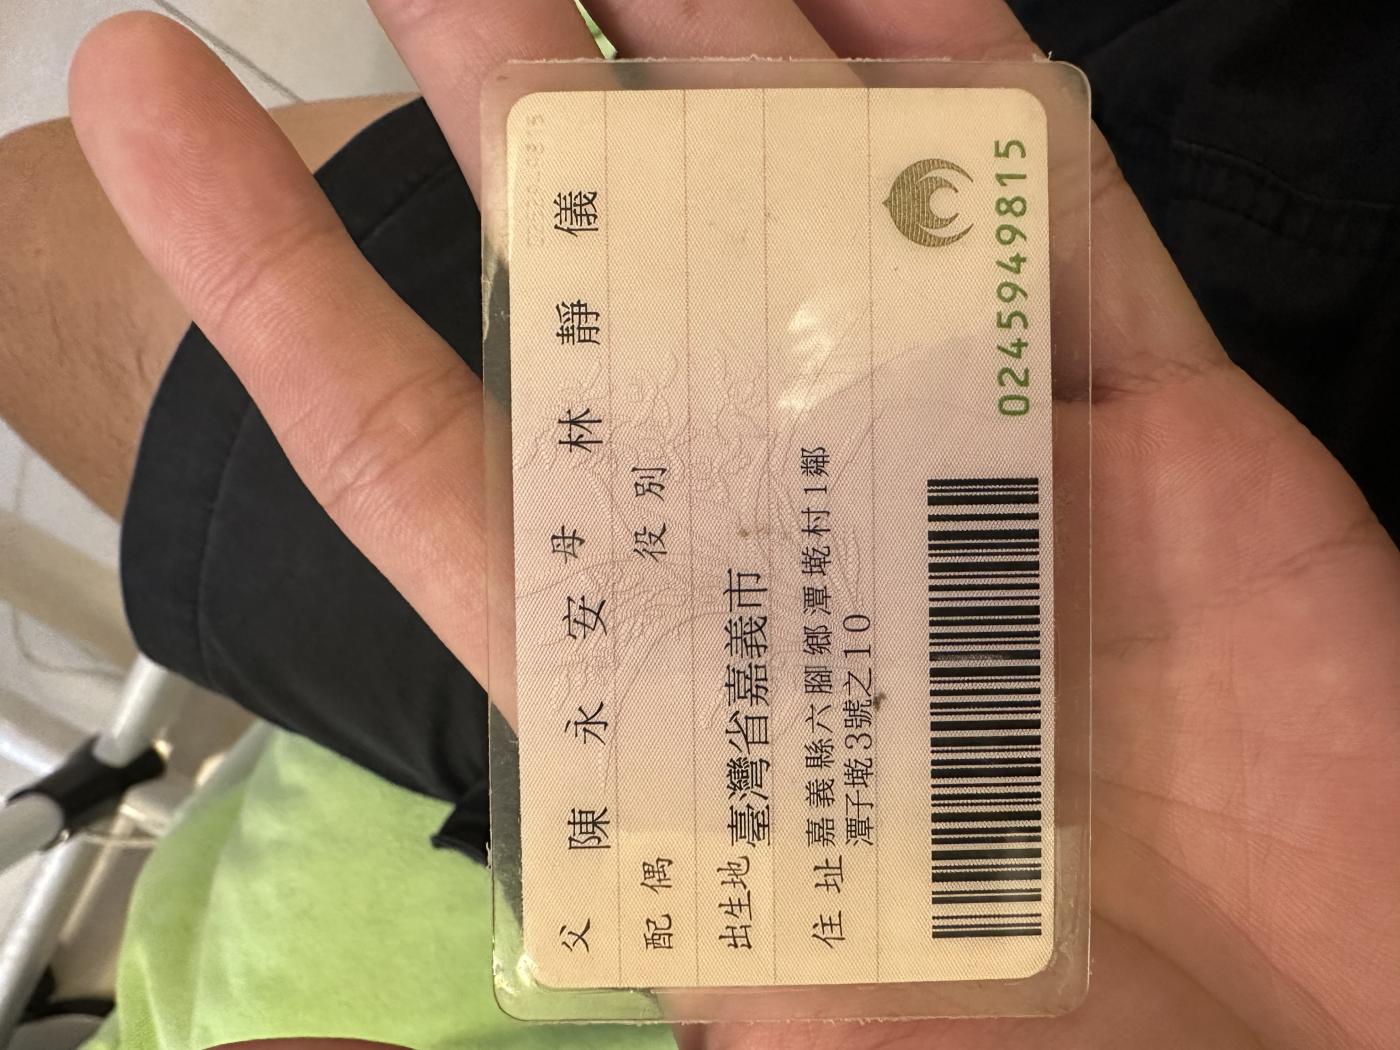 父 陳永安 母 林靜儀
配偶 役別
出生地 臺灣省嘉義市
住址 嘉義縣六腳鄉潭墘村1鄰
潭子墘3號之10
0245949815